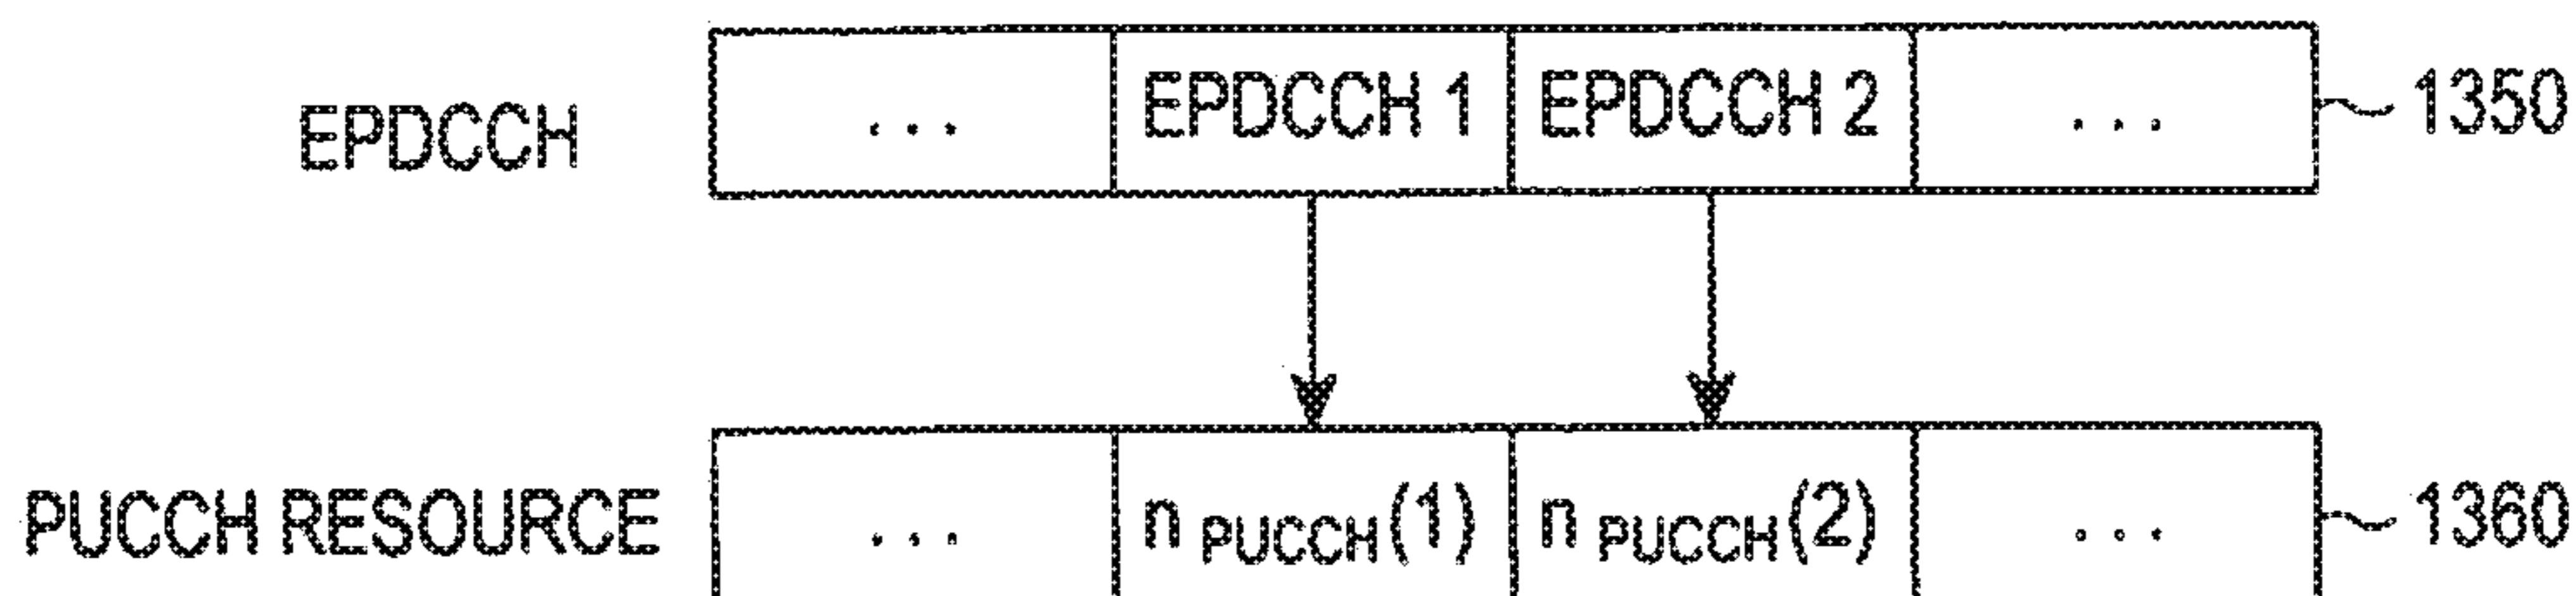 EPDCCH ... EPDCCH 1 EPDCCH 2 ... 1350
PUCCH RESOURCE ... n PUCCH(1) n PUCCH(2) ... 1360